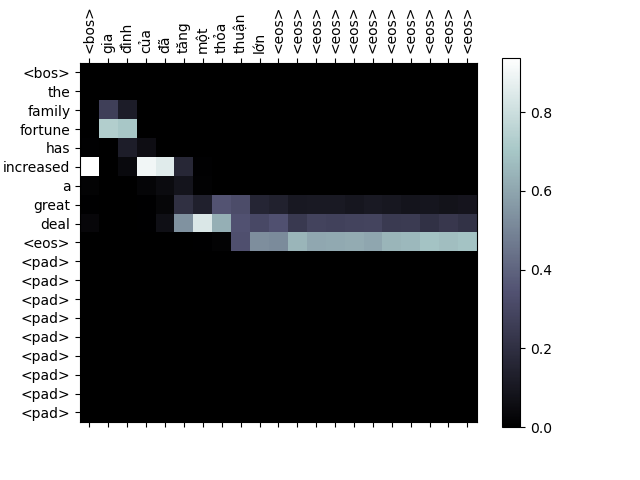 <bos> gia đình của đã tăng một thỏa thuận lớn <eos> <eos> <eos> <eos> <eos> <eos> <eos> <eos> <eos> <eos> <eos>
<bos>
the
family
fortune
has
increased
a
great
deal
<eos>
<pad>
<pad>
<pad>
<pad>
<pad>
<pad>
<pad>
<pad>
<pad>
0.8
0.6
0.4
0.2
0.0